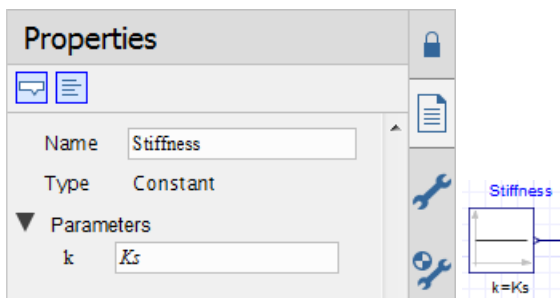 Properties
Name Stiffness
Type Constant
Parameters
k Ks
Stiffness
k=Ks